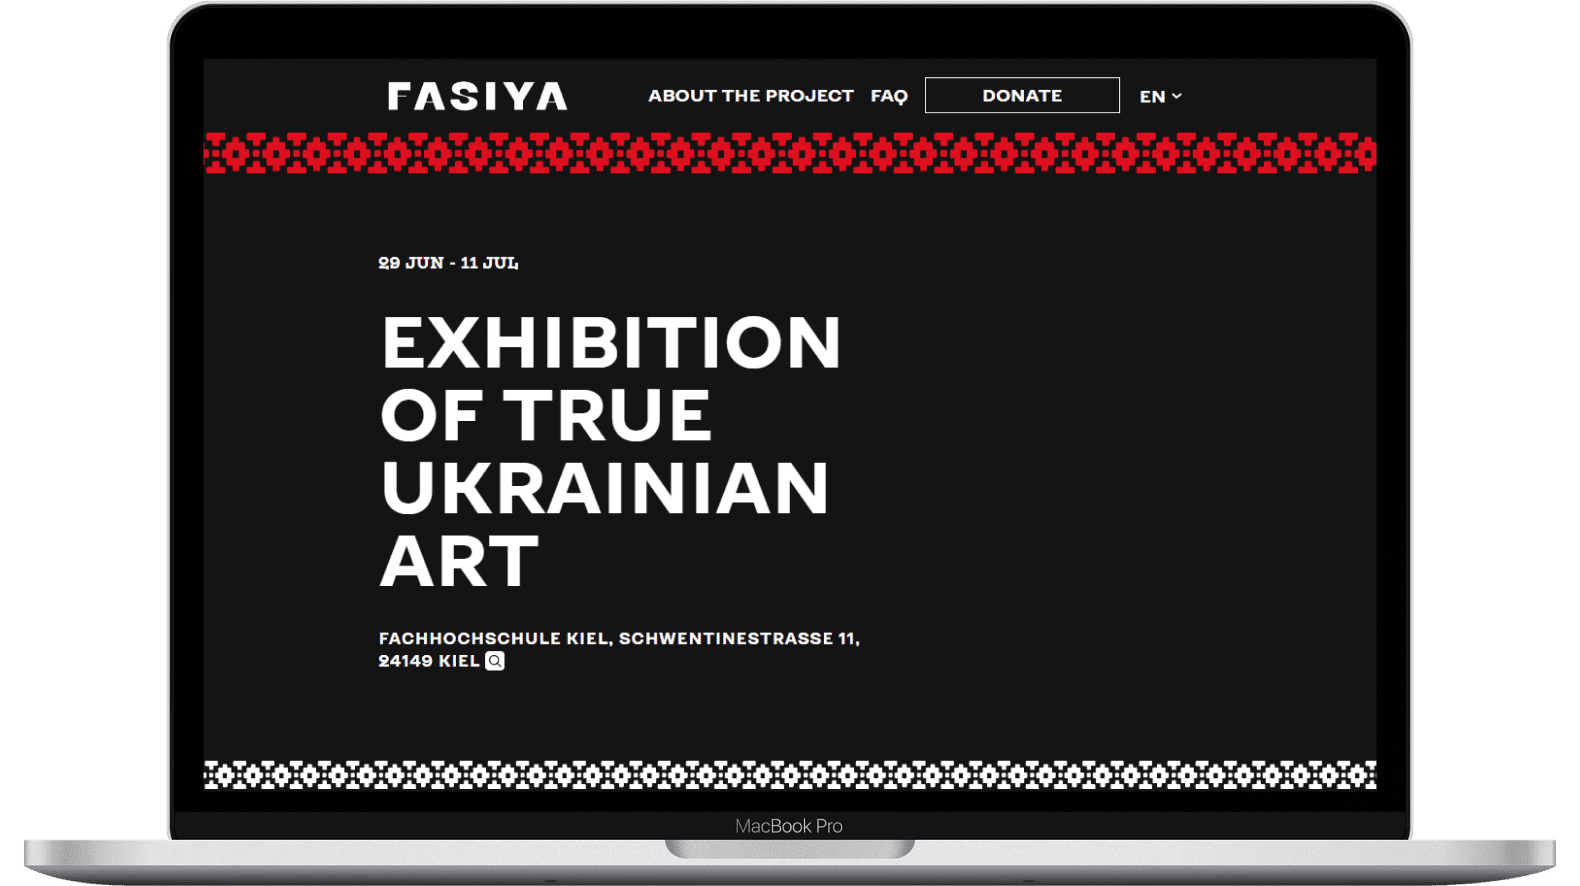 FASIYA
ABOUT THE PROJECT FAQ DONATE EN
29 JUN - 11 JUL
EXHIBITION
OF TRUE
UKRAINIAN
ART
FACHHOCHSCHULE KIEL, SCHWENTINESTRASSE 11,
24149 KIEL
MacBook Pro